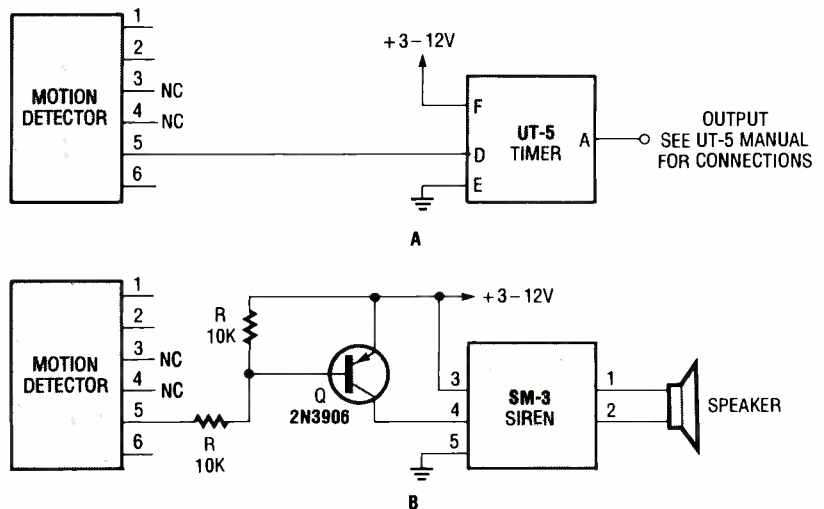 1
2
MOTION DETECTOR
3 NC
4 NC
5
6
+3-12V
F
UT-5
TIMER
D
E
A
OUTPUT
SEE UT-5 MANUAL
FOR CONNECTIONS
A
1
2
MOTION DETECTOR
3 NC
4 NC
5
6
R
10K
R
10K
Q
2N3906
+3-12V
3
4
5
SM-3
SIREN
1
2
SPEAKER
B